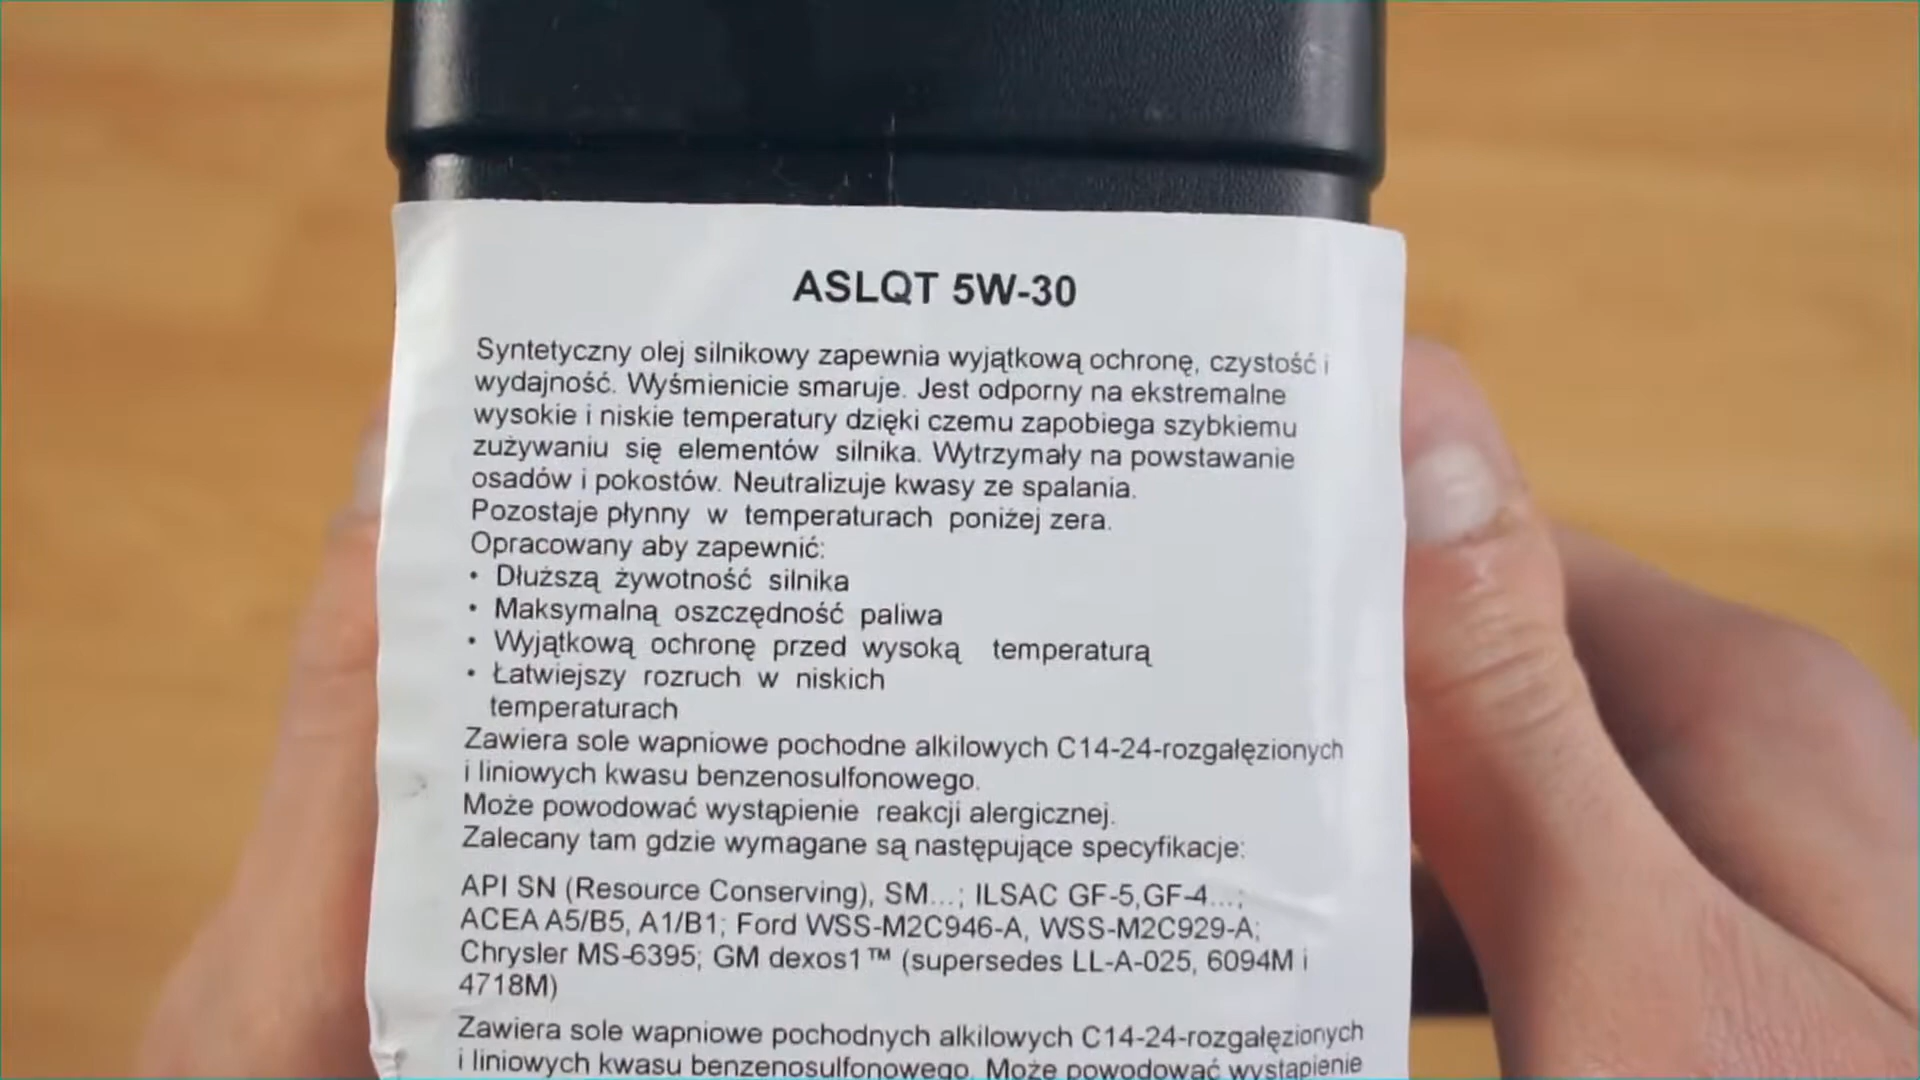 ASLQT 5W-30
Syntetyczny olej silnikowy zapewnia wyjątkową ochronę, czystość i
wydajność. Wyśmienicie smaruje. Jest odporny na ekstremalne
wysokie i niskie temperatury dzięki czemu zapobiega szybkiemu
zużywaniu się elementów silnika. Wytrzymały na powstawanie
osadów i pokostów. Neutralizuje kwasy ze spalania.
Pozostaje płynny w temperaturach poniżej zera.
Opracowany aby zapewnić:
• Dłuższą żywotność silnika
• Maksymalną oszczędność paliwa
• Wyjątkową ochronę przed wysoką temperaturą
• Łatwiejszy rozruch w niskich
temperaturach
Zawiera sole wapniowe pochodne alkilowych C14-24-rozgałęzionych
i liniowych kwasu benzenosulfonowego.
Może powodować wystąpienie reakcji alergicznej.
Zalecany tam gdzie wymagane są następujące specyfikacje:
API SN (Resource Conserving), SM...; ILSAC GF-5,GF-4...;
ACEA A5/B5, A1/B1; Ford WSS-M2C946-A, WSS-M2C929-A;
Chrysler MS-6395; GM dexos1™ (supersedes LL-A-025, 6094M i
4718M)
Zawiera sole wapniowe pochodnych alkilowych C14-24-rozgałęzionych
i liniowych kwasu benzenosulfonowego. Może powodować wystąpienie